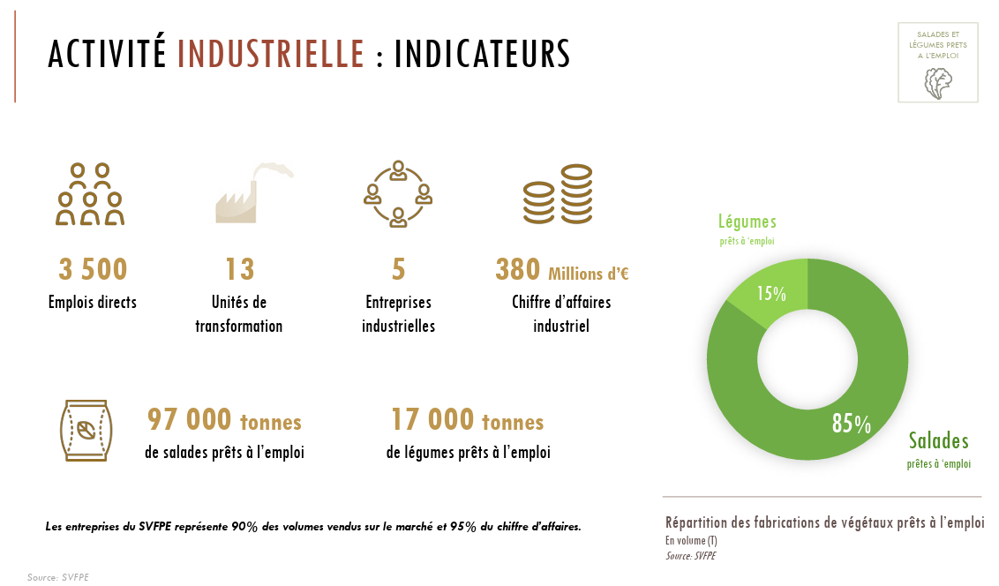 ACTIVITÉ INDUSTRIELLE : INDICATEURS
SALADES ET
LÉGUMES PRETS
A L'EMPLOI
3 500
Emplois directs
13
Unités de
transformation
5
Entreprises
industrielles
380 Millions d'€
Chiffre d'affaires
industriel
97 000 tonnes
de salades prêts à l'emploi
17 000 tonnes
de légumes prêts à l'emploi
Les entreprises du SVFPE représente 90% des volumes vendus sur le marché et 95% du chiffre d'affaires.
Source: SVFPE
Légumes
prêts à 'emploi
15%
85%
Salades
prêtes à 'emploi
Répartition des fabrications de végétaux prêts à l'emploi
En volume (T)
Source: SVFPE